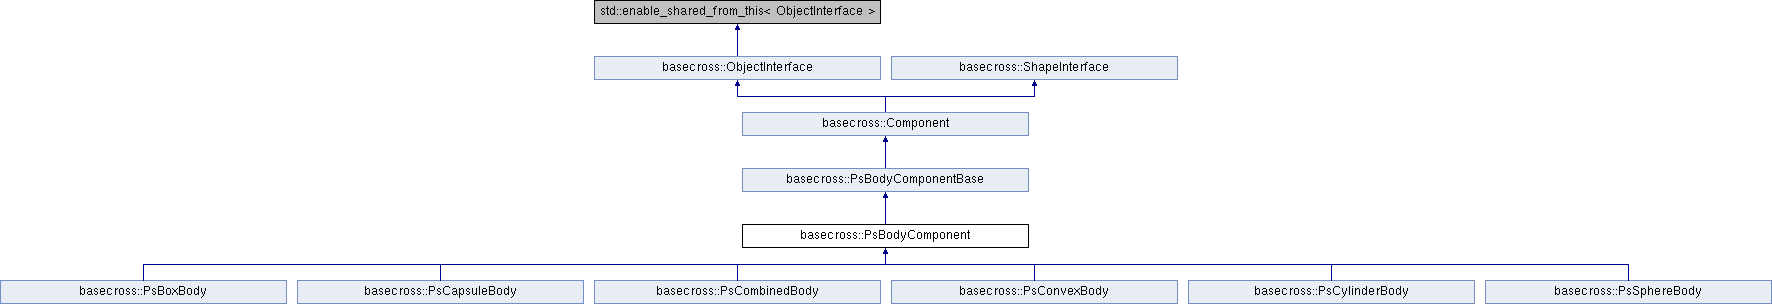 std::enable_shared_from_this< ObjectInterface >
basecross::ObjectInterface
basecross::ShapeInterface
basecross::Component
basecross::PsBodyComponentBase
basecross::PsBodyComponent
basecross::PsBoxBody
basecross::PsCapsuleBody
basecross::PsCombinedBody
basecross::PsConvexBody
basecross::PsCylinderBody
basecross::PsSphereBody